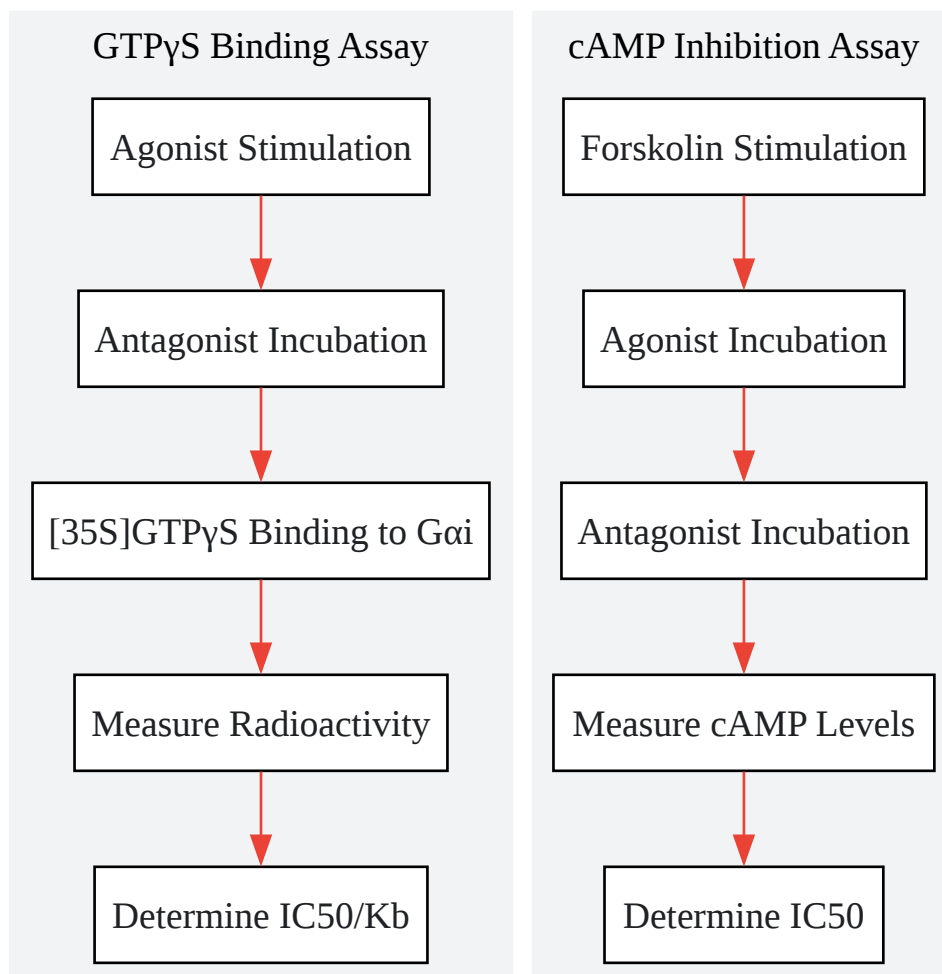 GTPγS Binding Assay
Agonist Stimulation
Antagonist Incubation
[35S]GTPγS Binding to Gαi
Measure Radioactivity
Determine IC50/Kb
cAMP Inhibition Assay
Forskolin Stimulation
Agonist Incubation
Antagonist Incubation
Measure cAMP Levels
Determine IC50